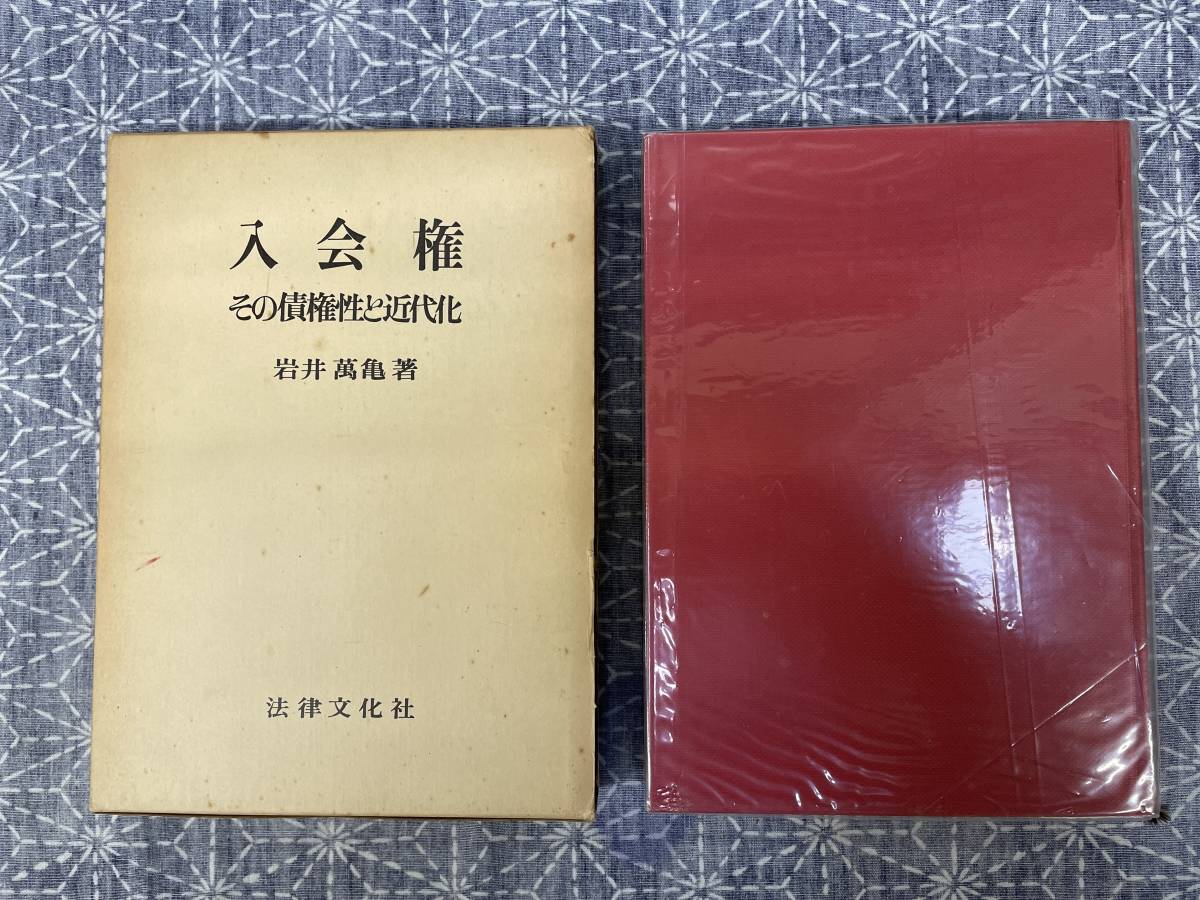 入会権
その債権性と近代化
岩井萬亀著
法律文化社